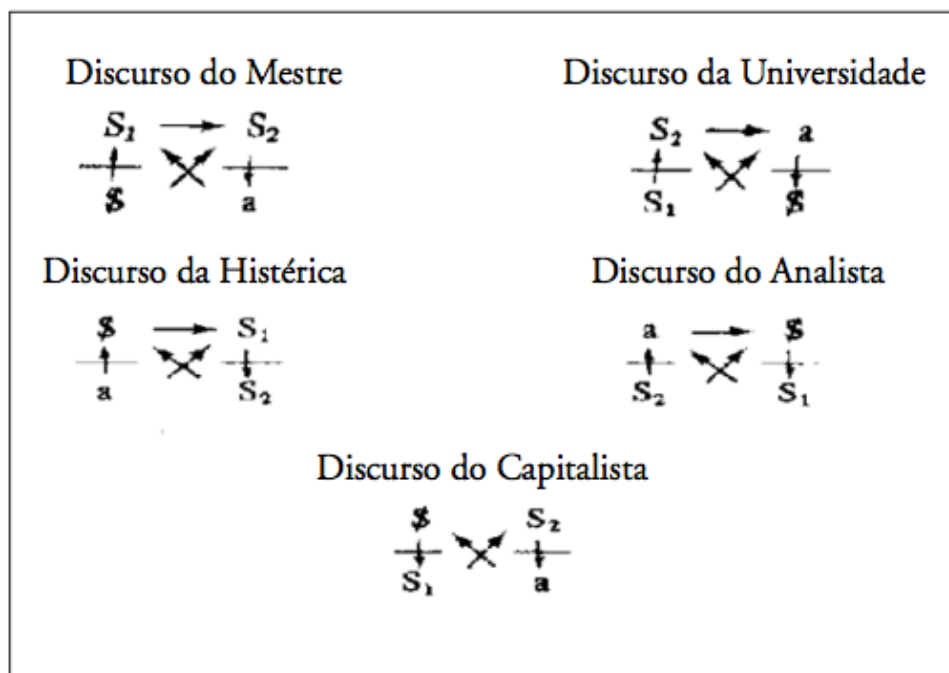 Discurso do Mestre Discurso da Universidade
S₁ → S₂ S₂ → a
$ a S₁ $
Discurso da Histérica Discurso do Analista
$ → S₁ a → $
a S₂ S₂ S₁
Discurso do Capitalista
$ S₂
S₁ a